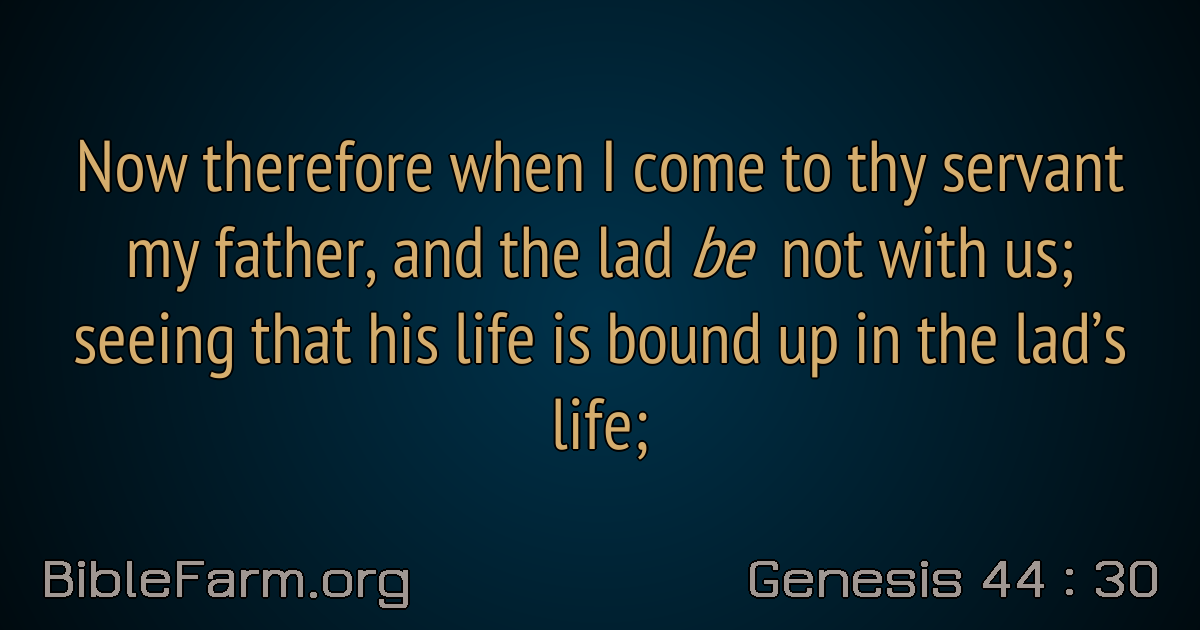 Now therefore when I come to thy servant
my father, and the lad be not with us;
seeing that his life is bound up in the lad’s
life;
BibleFarm.org
Genesis 44 : 30